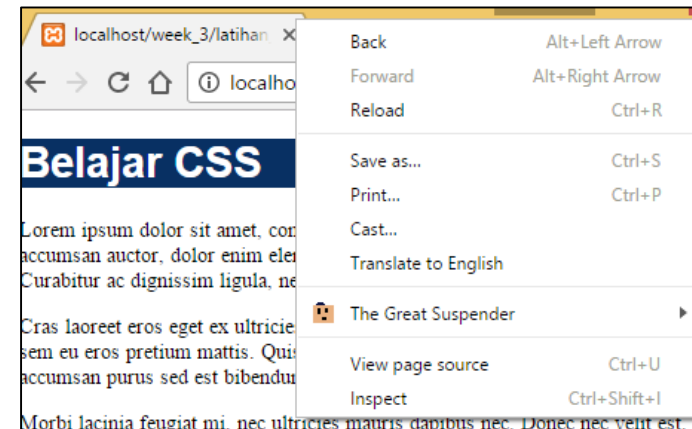 localhost/week_3/latihan
localho
Belajar CSS
Lorem ipsum dolor sit amet, con
accumsan auctor, dolor enim ele
Curabitur ac dignissim ligula, ne
Cras laoreet eros eget ex ultricie
sem eu eros pretium mattis. Quis
accumsan purus sed est bibendu
Morbi lacinia feugiat mi, nec ultricies mauris dapibus nec. Donec nec velit est.
Back Alt+Left Arrow
Forward Alt+Right Arrow
Reload Ctrl+R
Save as... Ctrl+S
Print... Ctrl+P
Cast...
Translate to English
The Great Suspender
View page source Ctrl+U
Inspect Ctrl+Shift+I